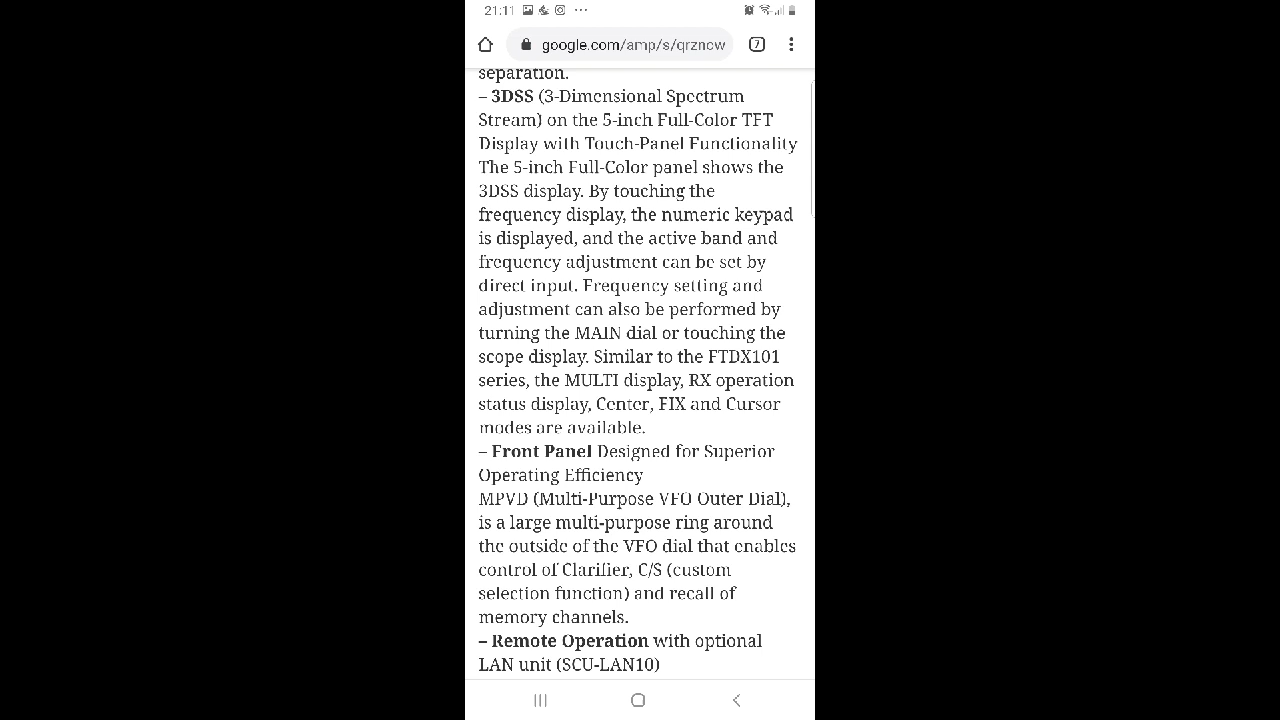 21:11
google.com/amp/s/qrzncw
7
separation.
– 3DSS (3-Dimensional Spectrum
Stream) on the 5-inch Full-Color TFT
Display with Touch-Panel Functionality
The 5-inch Full-Color panel shows the
3DSS display. By touching the
frequency display, the numeric keypad
is displayed, and the active band and
frequency adjustment can be set by
direct input. Frequency setting and
adjustment can also be performed by
turning the MAIN dial or touching the
scope display. Similar to the FTDX101
series, the MULTI display, RX operation
status display, Center, FIX and Cursor
modes are available.
– Front Panel Designed for Superior
Operating Efficiency
MPVD (Multi-Purpose VFO Outer Dial),
is a large multi-purpose ring around
the outside of the VFO dial that enables
control of Clarifier, C/S (custom
selection function) and recall of
memory channels.
– Remote Operation with optional
LAN unit (SCU-LAN10)